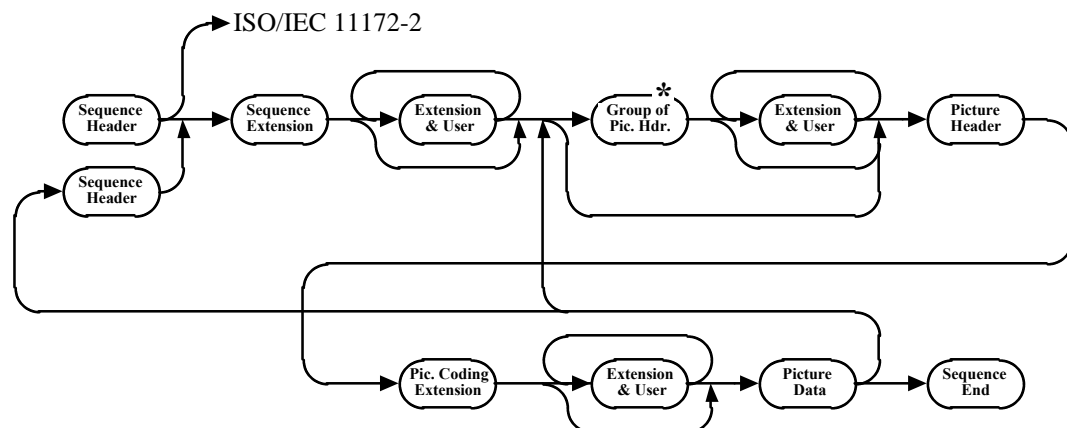 ISO/IEC 11172-2
Sequence
Header
Sequence
Extension
Extension
& User
*
Group of
Pic. Hdr.
Extension
& User
Picture
Header
Sequence
Header
Pic. Coding
Extension
Extension
& User
Picture
Data
Sequence
End